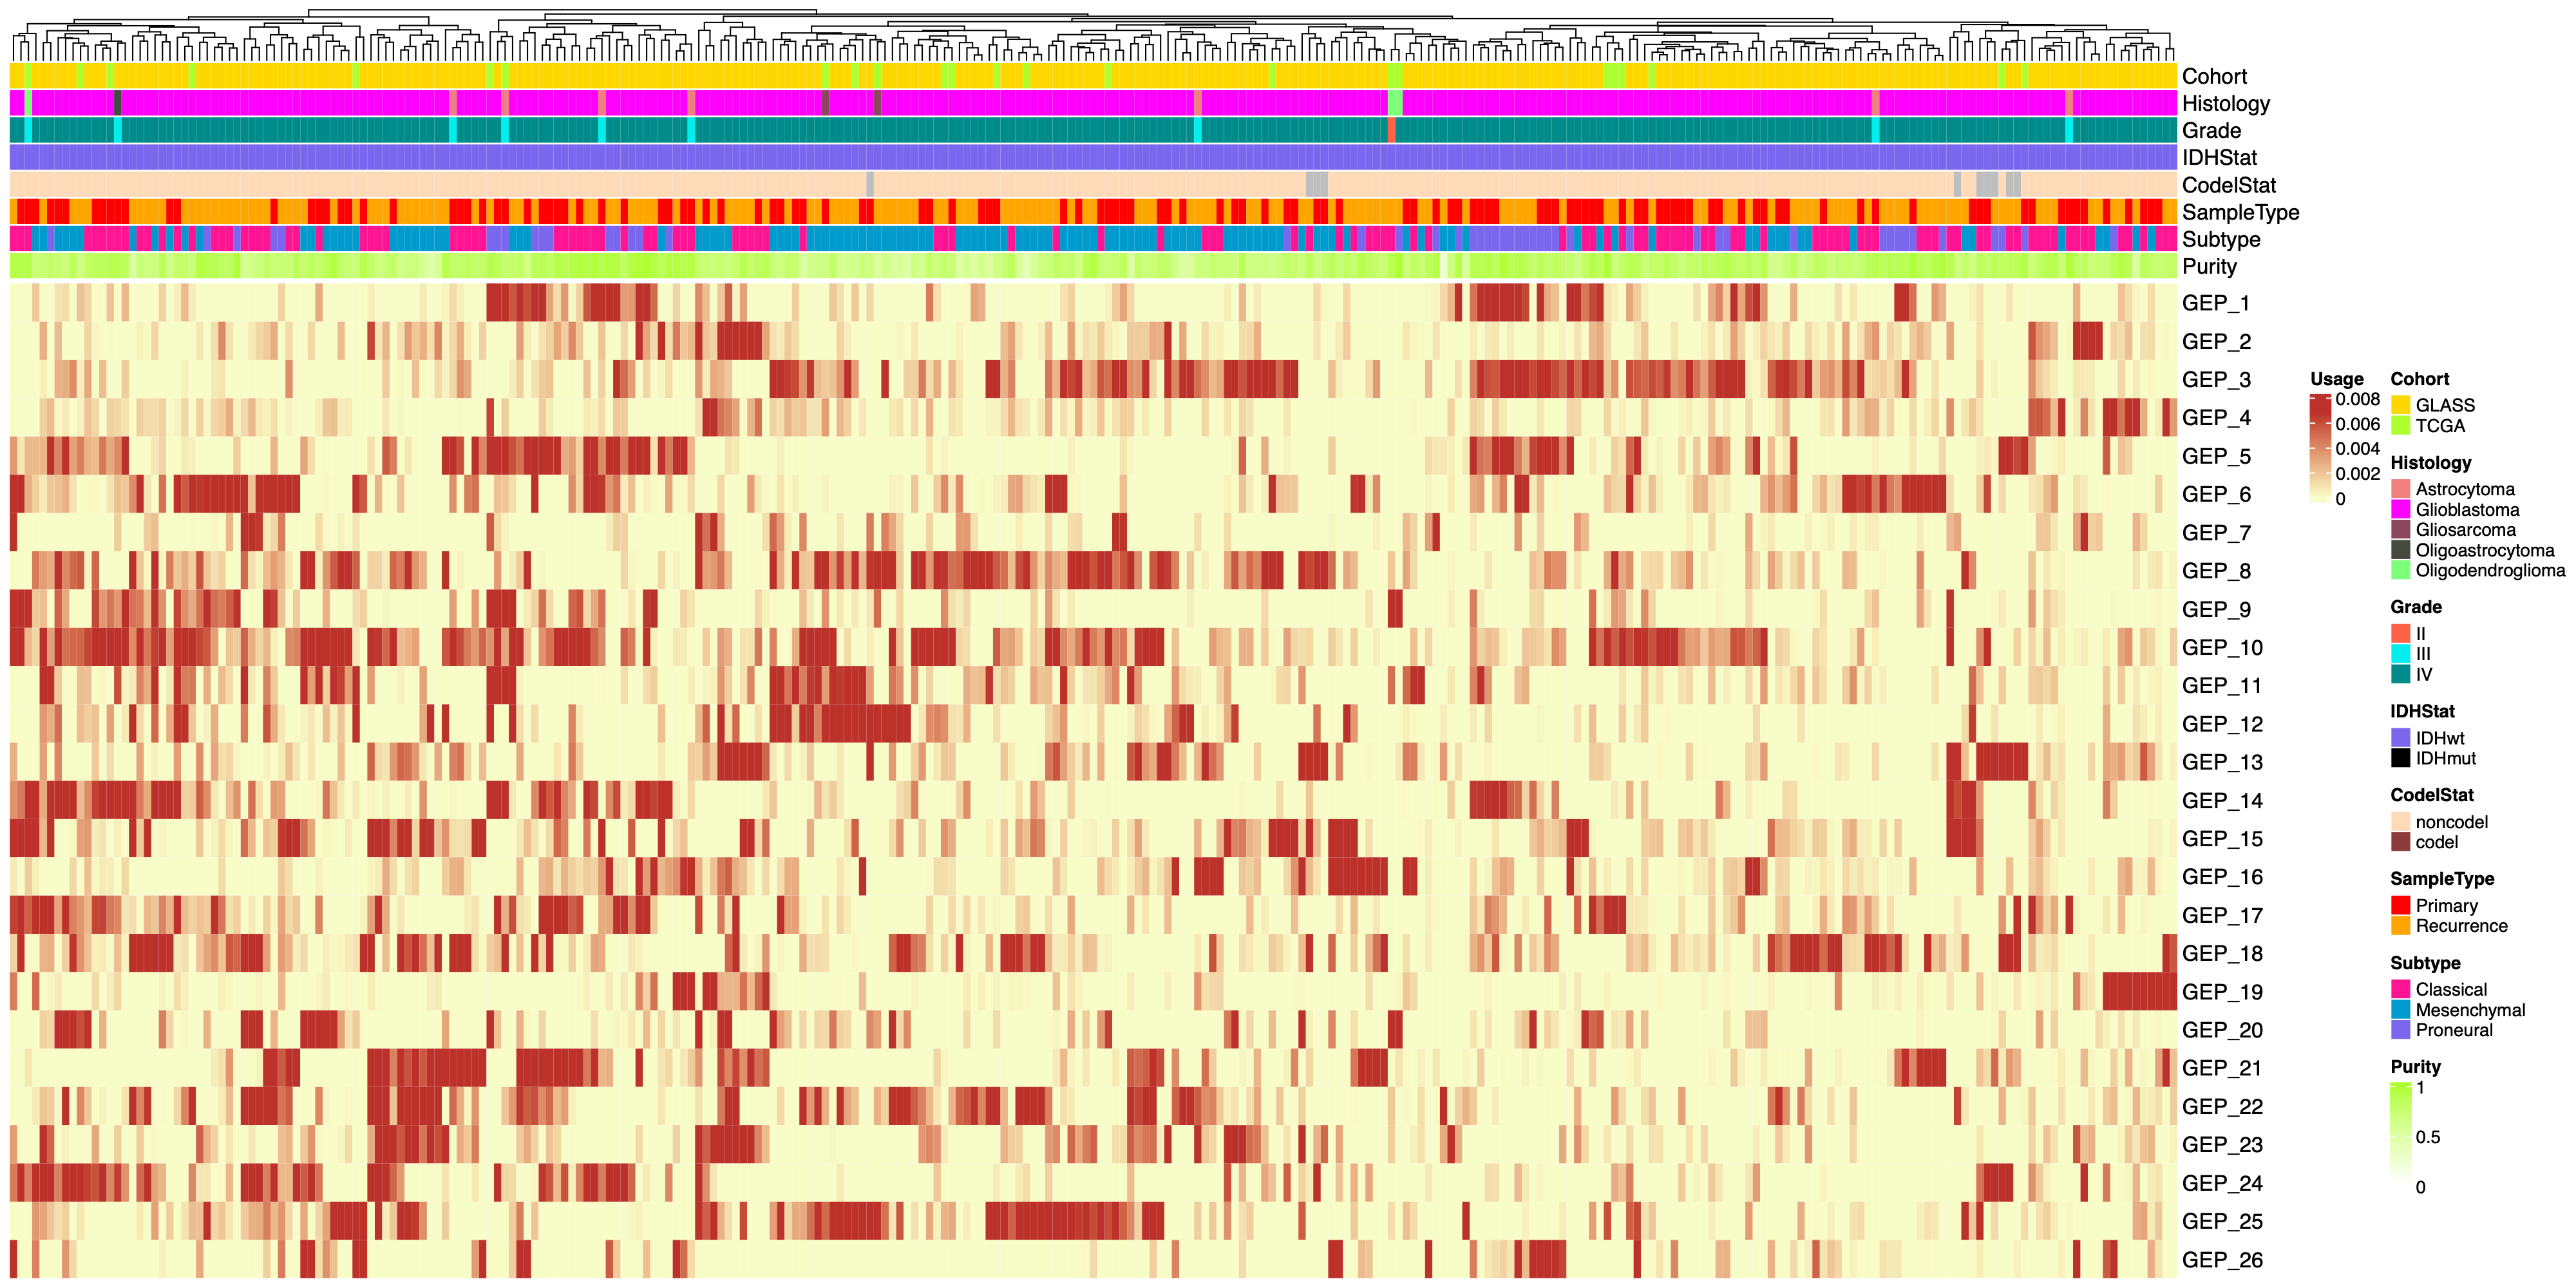 Cohort
Histology
Grade
IDHStat
CodelStat
SampleType
Subtype
Purity
GEP_1
GEP_2
GEP_3
GEP_4
GEP_5
GEP_6
GEP_7
GEP_8
GEP_9
GEP_10
GEP_11
GEP_12
GEP_13
GEP_14
GEP_15
GEP_16
GEP_17
GEP_18
GEP_19
GEP_20
GEP_21
GEP_22
GEP_23
GEP_24
GEP_25
GEP_26
Usage
0.008
0.006
0.004
0.002
0
Cohort
GLASS
TCGA
Histology
Astrocytoma
Glioblastoma
Gliosarcoma
Oligoastrocytoma
Oligodendroglioma
Grade
II
III
IV
IDHStat
IDHwt
IDHmut
CodelStat
noncodel
codel
SampleType
Primary
Recurrence
Subtype
Classical
Mesenchymal
Proneural
Purity
1
0.5
0